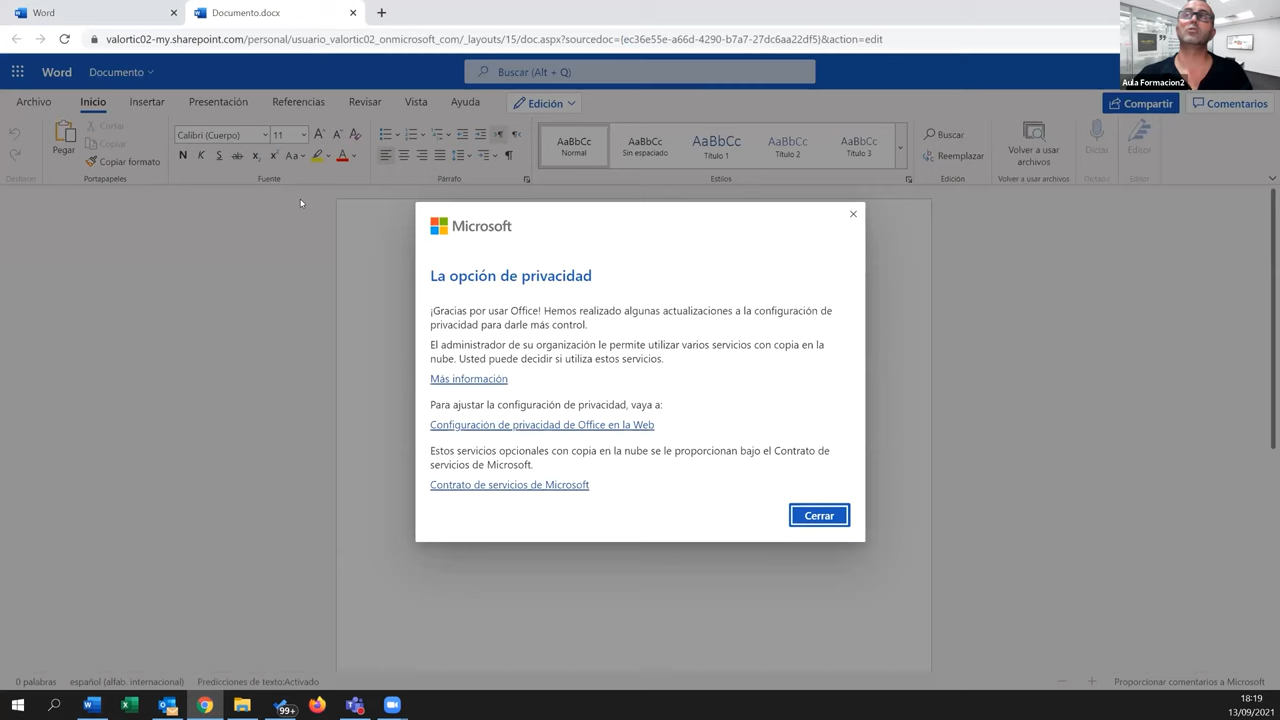 Word
Documento.docx
valortic02-my.sharepoint.com/personal/usuario_valortic02_onmicrosoft_com/_layouts/15/doc.aspx?sourcedoc={ec36e55e-a66d-4290-b7a7-27dc6aa22df5}&action=edit
Word
Documento
Buscar (Alt + Q)
Aula Formacion2
Archivo
Inicio
Insertar
Presentación
Referencias
Revisar
Vista
Ayuda
Edición
Compartir
Comentarios
Pegar
Cortar
Copiar
Copiar formato
Calibri (Cuerpo)
11
N
K
S
ab
AaBbCc
Normal
AaBbCc
Sin espaciado
AaBbCc
Título 1
AaBbCc
Título 2
AaBbCc
Título 3
Buscar
Reemplazar
Volver a usar
archivos
Dictar
Editor
Deshacer
Portapapeles
Fuente
Párrafo
Estilos
Edición
Volver a usar archivos
Dictado
Editor
Microsoft
La opción de privacidad
¡Gracias por usar Office! Hemos realizado algunas actualizaciones a la configuración de
privacidad para darle más control.
El administrador de su organización le permite utilizar varios servicios con copia en la
nube. Usted puede decidir si utiliza estos servicios.
Más información
Para ajustar la configuración de privacidad, vaya a:
Configuración de privacidad de Office en la Web
Estos servicios opcionales con copia en la nube se le proporcionan bajo el Contrato de
servicios de Microsoft.
Contrato de servicios de Microsoft
Cerrar
0 palabras
español (alfab. internacional)
Predicciones de texto:Activado
Proporcionar comentarios a Microsoft
99+
18:19
13/09/2021